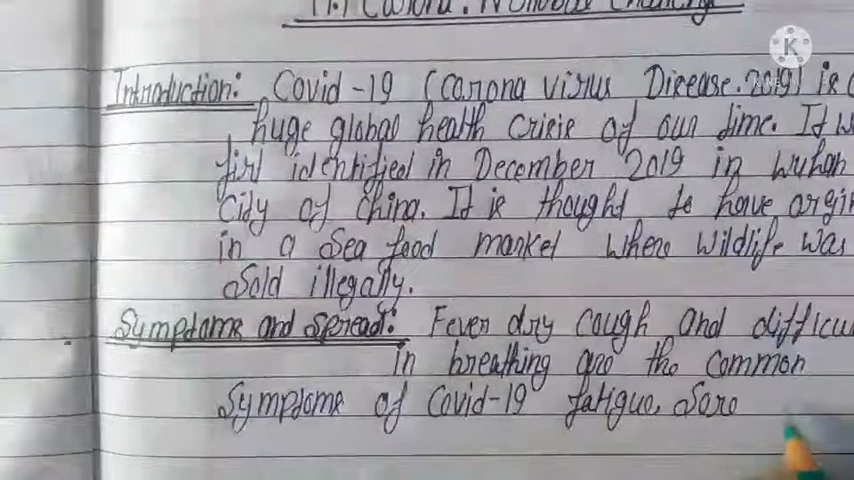 Corona: A Global Challenge
Introduction: Covid-19 (corona virus Disease. 2019) is
huge global health crisis of our time. It
first identified in December 2019 in Wuhan
City of China. It is thought to have
in a Sea food market where wildlife was
Sold illegally.
Symptoms and Spread: Fever dry cough and
in breathing are the common
Symptoms of Covid-19 fatigue, Sore
K